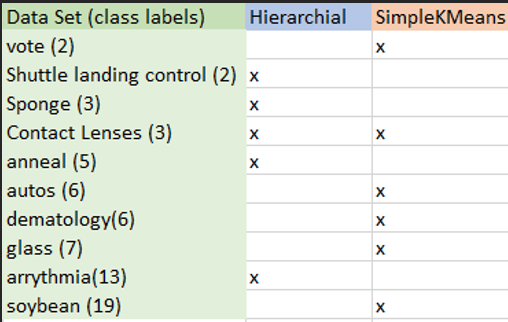 Data Set (class labels) Hierarchial SimpleKMeans
vote (2) x
Shuttle landing control (2) x
Sponge (3) x
Contact Lenses (3) x x
anneal (5) x
autos (6) x
dematology(6) x
glass (7) x
arrythmia(13) x
soybean (19) x